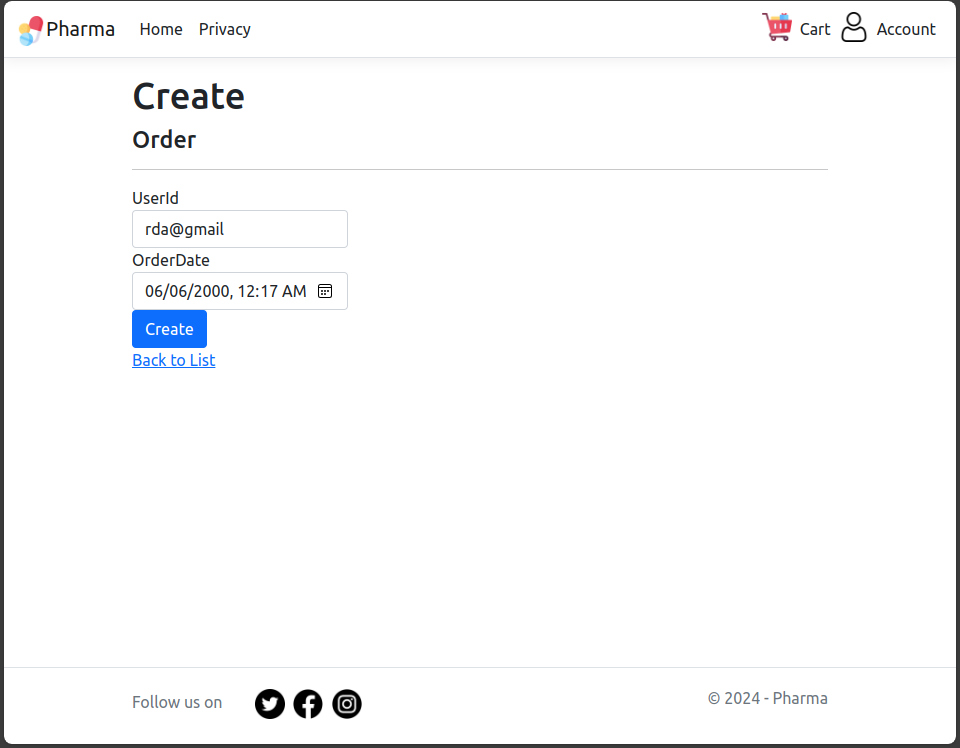 Pharma Home Privacy Cart Account
Create
Order
UserId
rda@gmail
OrderDate
06/06/2000, 12:17 AM
Create
Back to List
Follow us on © 2024 - Pharma